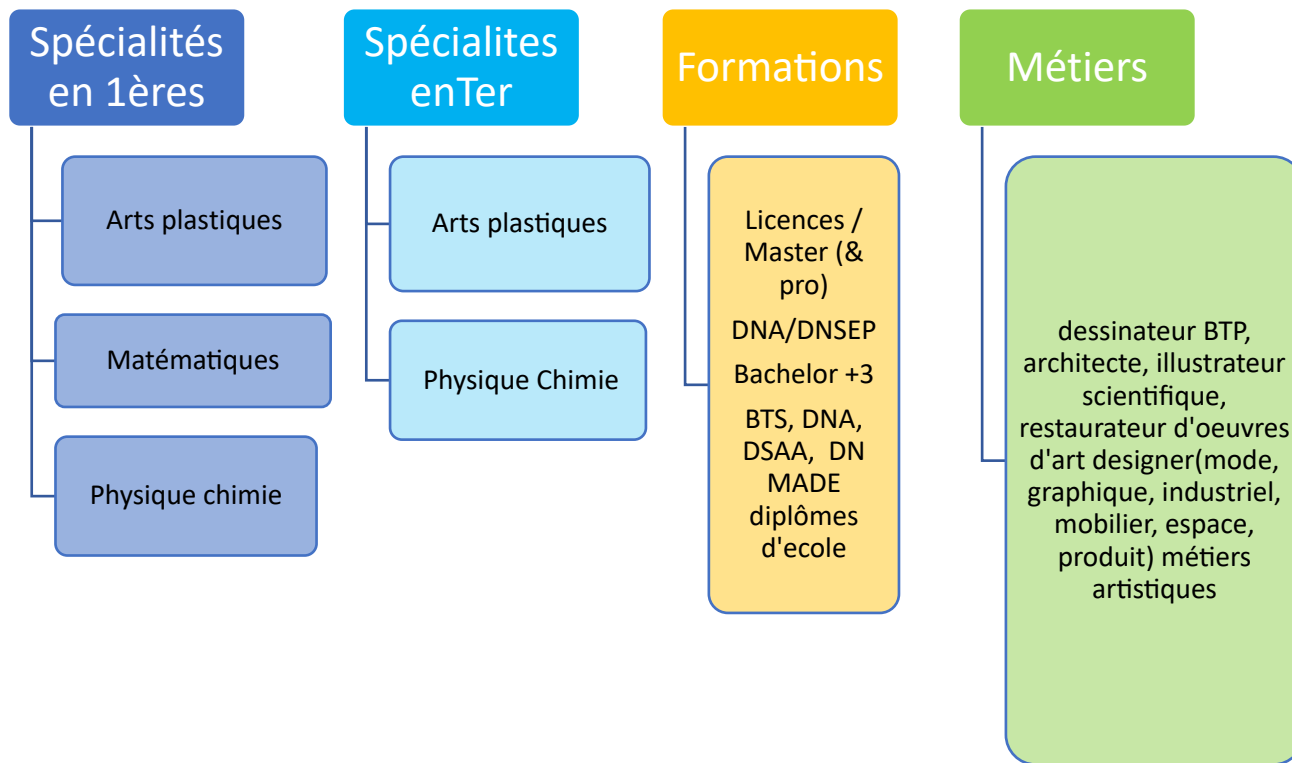 Spécialités
en 1ères
Arts plastiques
Matématiques
Physique chimie
Spécialites
enTer
Arts plastiques
Physique Chimie
Formations
Licences /
Master (&
pro)
DNA/DNSEP
Bachelor +3
BTS, DNA,
DSAA, DN
MADE
diplômes
d'ecole
Métiers
dessinateur BTP,
architecte, illustrateur
scientifique,
restaurateur d'oeuvres
d'art designer(mode,
graphique, industriel,
mobilier, espace,
produit) métiers
artistiques